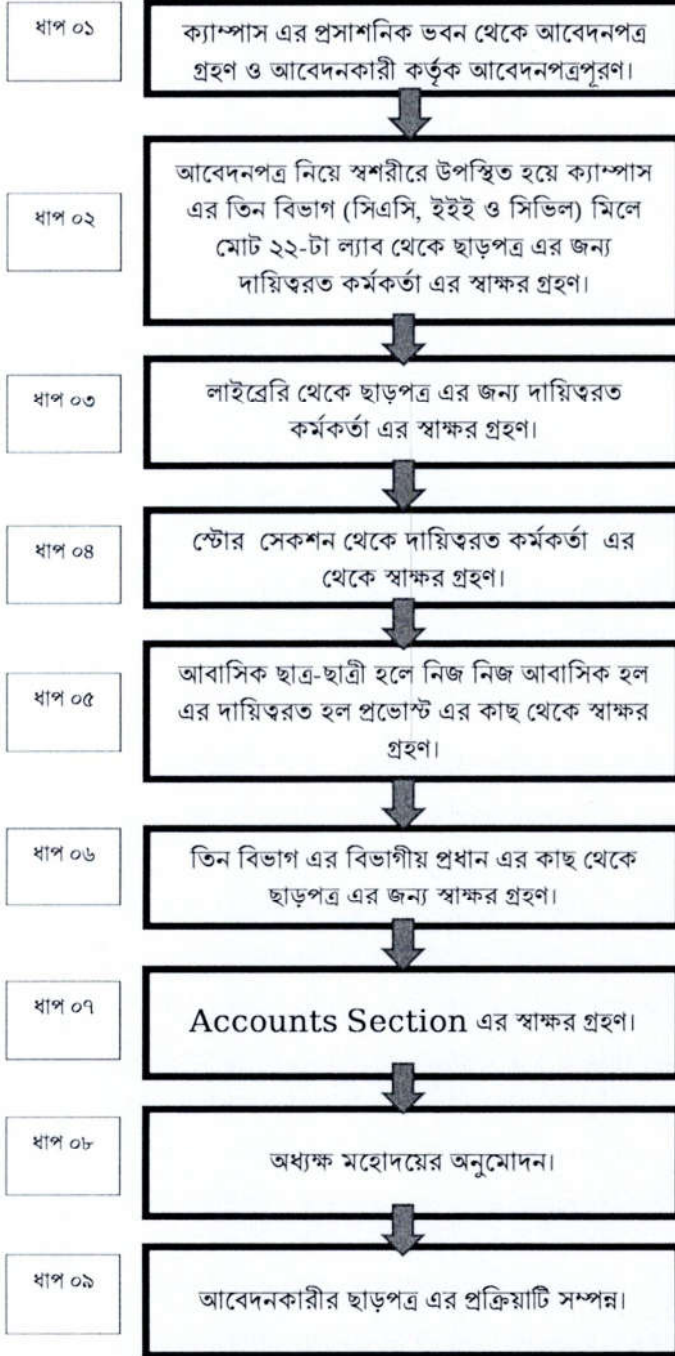 ধাপ ০১
ক্যাম্পাস এর প্রসাশনিক ভবন থেকে আবেদনপত্র
গ্রহণ ও আবেদনকারী কর্তৃক আবেদনপত্রপূরণ।
ধাপ ০২
আবেদনপত্র নিয়ে স্বশরীরে উপস্থিত হয়ে ক্যাম্পাস
এর তিন বিভাগ (সিএসি, ইইই ও সিভিল) মিলে
মোট ২২-টা ল্যাব থেকে ছাড়পত্র এর জন্য
দায়িত্বরত কর্মকর্তা এর স্বাক্ষর গ্রহণ।
ধাপ ০৩
লাইব্রেরি থেকে ছাড়পত্র এর জন্য দায়িত্বরত
কর্মকর্তা এর স্বাক্ষর গ্রহণ।
ধাপ ০৪
স্টোর সেকশন থেকে দায়িত্বরত কর্মকর্তা এর
থেকে স্বাক্ষর গ্রহণ।
ধাপ ০৫
আবাসিক ছাত্র-ছাত্রী হলে নিজ নিজ আবাসিক হল
এর দায়িত্বরত হল প্রভোস্ট এর কাছ থেকে স্বাক্ষর
গ্রহণ।
ধাপ ০৬
তিন বিভাগ এর বিভাগীয় প্রধান এর কাছ থেকে
ছাড়পত্র এর জন্য স্বাক্ষর গ্রহণ।
ধাপ ০৭
Accounts Section এর স্বাক্ষর গ্রহণ।
ধাপ ০৮
অধ্যক্ষ মহোদয়ের অনুমোদন।
ধাপ ০৯
আবেদনকারীর ছাড়পত্র এর প্রক্রিয়াটি সম্পন্ন।